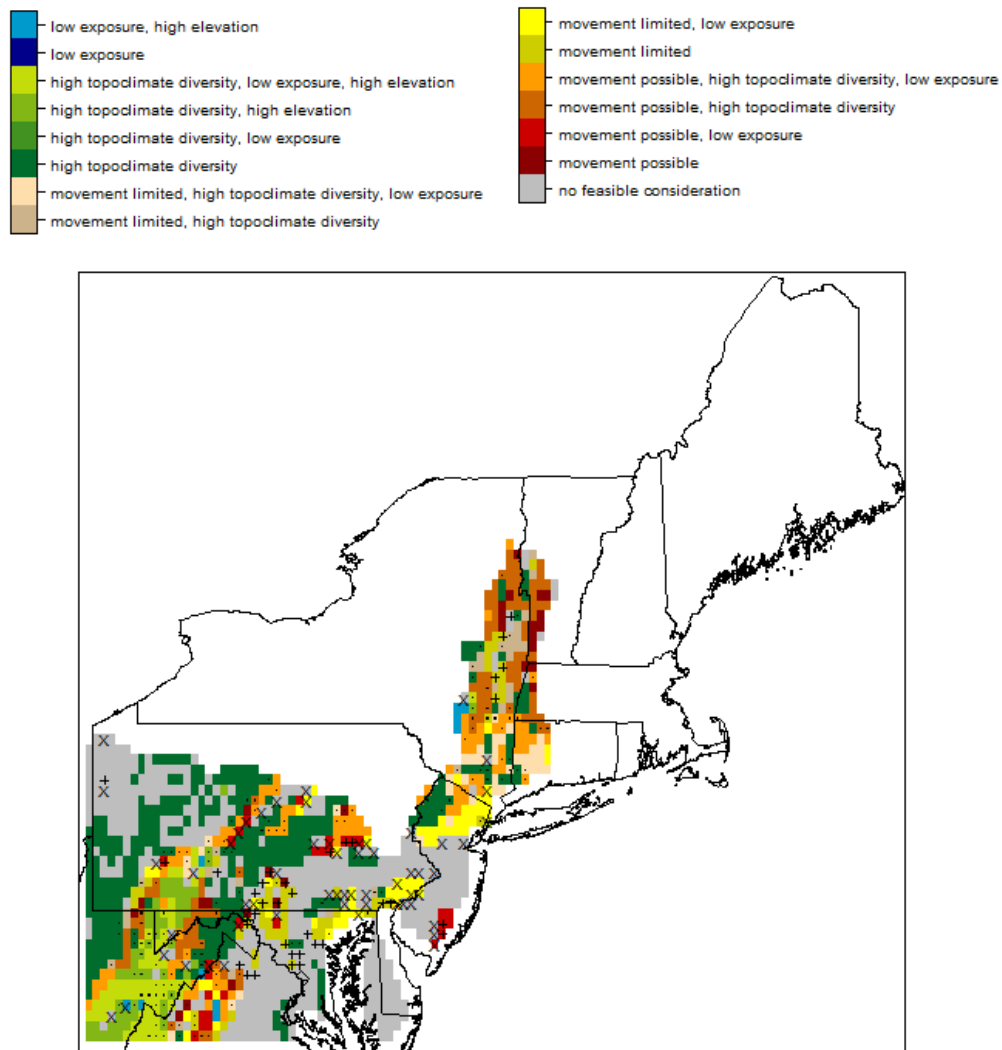 low exposure, high elevation
low exposure
high topoclimate diversity, low exposure, high elevation
high topoclimate diversity, high elevation
high topoclimate diversity, low exposure
high topoclimate diversity
movement limited, high topoclimate diversity, low exposure
movement limited, high topoclimate diversity
movement limited, low exposure
movement limited
movement possible, high topoclimate diversity, low exposure
movement possible, high topoclimate diversity
movement possible, low exposure
movement possible
no feasible consideration